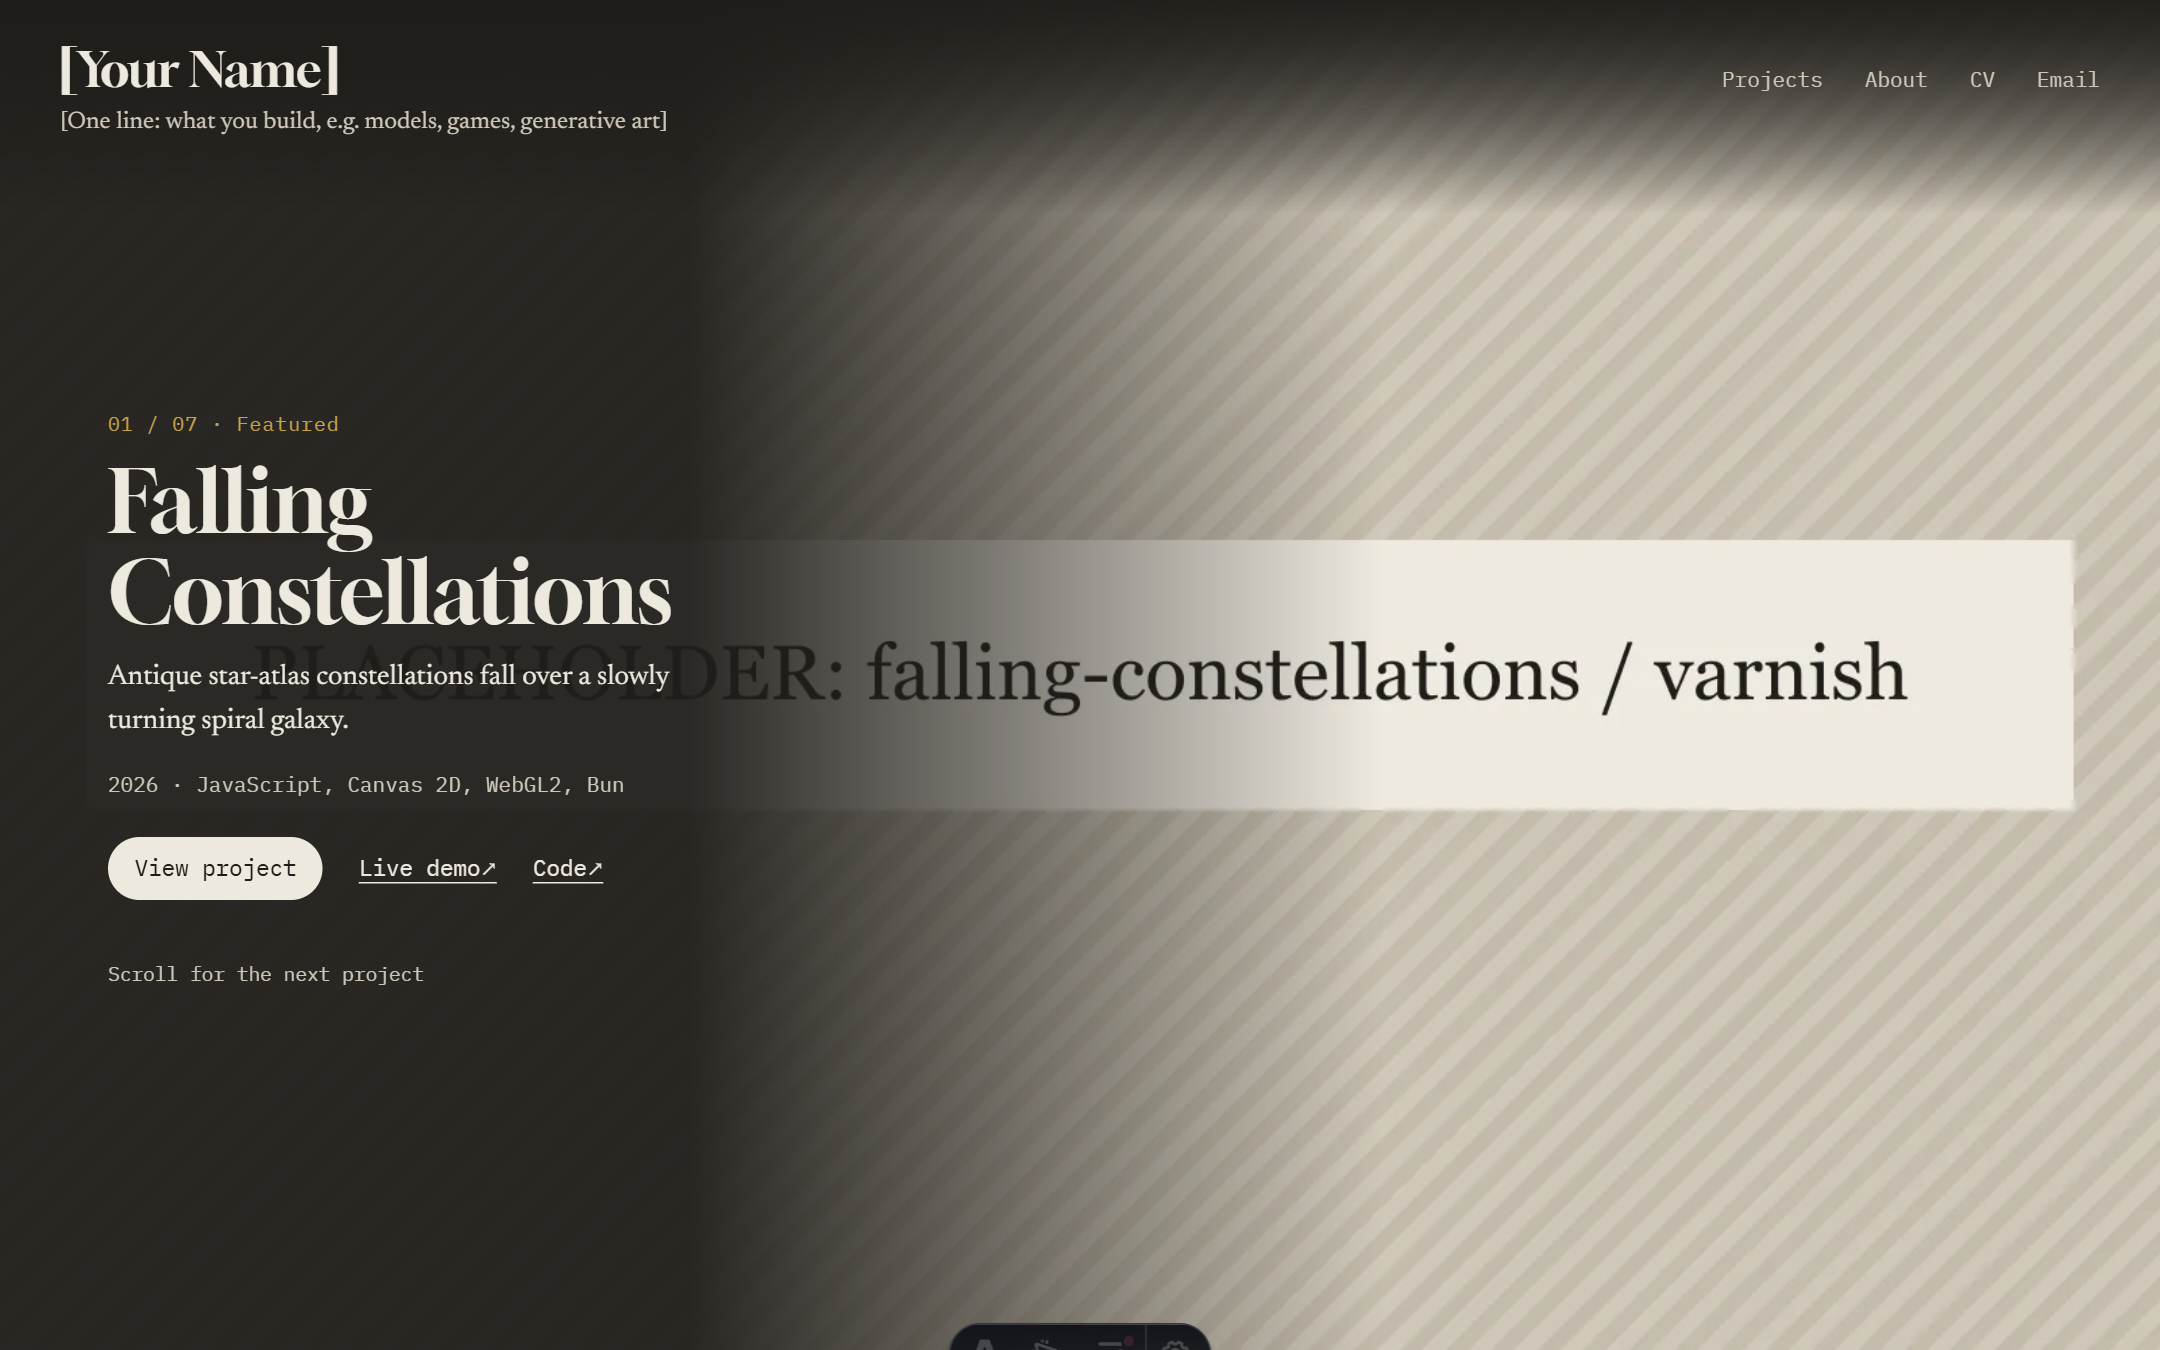 [Your Name]
[One line: what you build, e.g. models, games, generative art]
Projects About CV Email
01 / 07 · Featured
Falling
Constellations
PLACEHOLDER: falling-constellations / varnish
Antique star-atlas constellations fall over a slowly
turning spiral galaxy.
2026 · JavaScript, Canvas 2D, WebGL2, Bun
View project Live demo↗ Code↗
Scroll for the next project